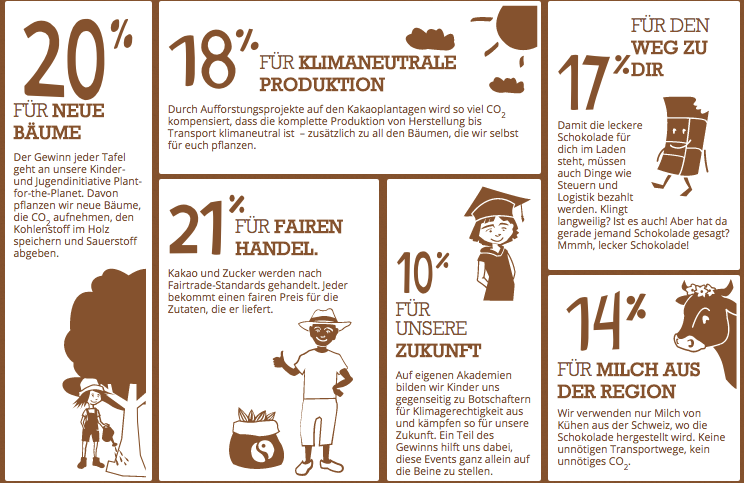 20%
FÜR NEUE
BÄUME
Der Gewinn jeder Tafel
geht an unsere Kinder-
und Jugendinitiative Plant-
for-the-Planet. Davon
pflanzen wir neue Bäume,
die CO2 aufnehmen, den
Kohlenstoff im Holz
speichern und Sauerstoff
abgeben.
18%
FÜR KLIMANEUTRALE
PRODUKTION
Durch Aufforstungsprojekte auf den Kakaoplantagen wird so viel CO2
kompensiert, dass die komplette Produktion von Herstellung bis
Transport klimaneutral ist – zusätzlich zu all den Bäumen, die wir selbst
für euch pflanzen.
17%
FÜR DEN
WEG ZU
DIR
Damit die leckere
Schokolade für
dich im Laden
steht, müssen
auch Dinge wie
Steuern und
Logistik bezahlt
werden. Klingt
langweilig? Ist es auch! Aber hat da
gerade jemand Schokolade gesagt?
Mmmh, lecker Schokolade!
21%
FÜR FAIREN
HANDEL.
Kakao und Zucker werden nach
Fairtrade-Standards gehandelt. Jeder
bekommt einen fairen Preis für die
Zutaten, die er liefert.
10%
FÜR
UNSERE
ZUKUNFT
Auf eigenen Akademien
bilden wir Kinder uns
gegenseitig zu Botschaftern
für Klimagerechtigkeit aus
und kämpfen so für unsere
Zukunft. Ein Teil des
Gewinns hilft uns dabei,
diese Events ganz allein auf
die Beine zu stellen.
14%
FÜR MILCH AUS
DER REGION
Wir verwenden nur Milch von
Kühen aus der Schweiz, wo die
Schokolade hergestellt wird. Keine
unnötigen Transportwege, kein
unnötiges CO2.